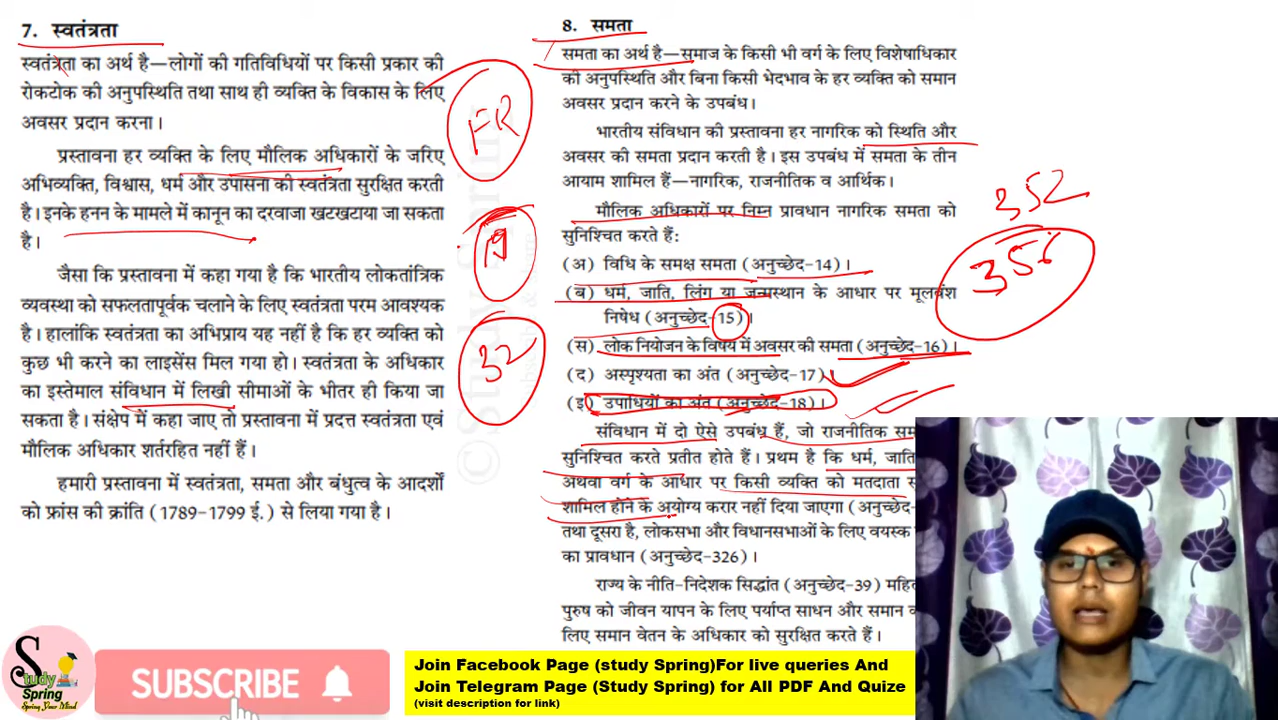 7. स्वतंत्रता
स्वतंत्रता का अर्थ है—लोगों की गतिविधियों पर किसी प्रकार की
रोकटोक की अनुपस्थिति तथा साथ ही व्यक्ति के विकास के लिए
अवसर प्रदान करना।
प्रस्तावना हर व्यक्ति के लिए मौलिक अधिकारों के जरिए
अभिव्यक्ति, विश्वास, धर्म और उपासना की स्वतंत्रता सुरक्षित करती
है। इनके हनन के मामले में कानून का दरवाजा खटखटाया जा सकता
है।
जैसा कि प्रस्तावना में कहा गया है कि भारतीय लोकतांत्रिक
व्यवस्था को सफलतापूर्वक चलाने के लिए स्वतंत्रता परम आवश्यक
है। हालांकि स्वतंत्रता का अभिप्राय यह नहीं है कि हर व्यक्ति को
कुछ भी करने का लाइसेंस मिल गया हो। स्वतंत्रता के अधिकार
का इस्तेमाल संविधान में लिखी सीमाओं के भीतर ही किया जा
सकता है। संक्षेप में कहा जाए तो प्रस्तावना में प्रदत्त स्वतंत्रता एवं
मौलिक अधिकार शर्तरहित नहीं हैं।
हमारी प्रस्तावना में स्वतंत्रता, समता और बंधुत्व के आदर्शों
को फ्रांस की क्रांति (1789-1799 ई.) से लिया गया है।
FR
19
32
8. समता
समता का अर्थ है—समाज के किसी भी वर्ग के लिए विशेषाधिकार
की अनुपस्थिति और बिना किसी भेदभाव के हर व्यक्ति को समान
अवसर प्रदान करने के उपबंध।
भारतीय संविधान की प्रस्तावना हर नागरिक को स्थिति और
अवसर की समता प्रदान करती है। इस उपबंध में समता के तीन
आयाम शामिल हैं—नागरिक, राजनीतिक व आर्थिक।
मौलिक अधिकारों पर निम्न प्रावधान नागरिक समता को
सुनिश्चित करते हैं:
(अ) विधि के समक्ष समता (अनुच्छेद-14)।
(ब) धर्म, जाति, लिंग या जन्मस्थान के आधार पर मूलवंश
निषेध (अनुच्छेद-15)।
(स) लोक नियोजन के विषय में अवसर की समता (अनुच्छेद-16)।
(द) अस्पृश्यता का अंत (अनुच्छेद-17)
(इ) उपाधियों का अंत (अनुच्छेद-18)।
संविधान में दो ऐसे उपबंध हैं, जो राजनीतिक
सुनिश्चित करते प्रतीत होते हैं। प्रथम है कि धर्म, जाति
अथवा वर्ग के आधार पर किसी व्यक्ति को मतदाता
शामिल होने के अयोग्य करार नहीं दिया जाएगा (अनुच्छेद-
तथा दूसरा है, लोकसभा और विधानसभाओं के लिए वयस्क
का प्रावधान (अनुच्छेद-326)।
राज्य के नीति-निदेशक सिद्धांत (अनुच्छेद-39)
पुरुष को जीवन यापन के लिए पर्याप्त साधन और समान
लिए समान वेतन के अधिकार को सुरक्षित करते हैं।
352
356
Study
Spring
Spring Your Mind
SUBSCRIBE
Join Facebook Page (study Spring)For live queries And
Join Telegram Page (Study Spring) for All PDF And Quize
(visit description for link)